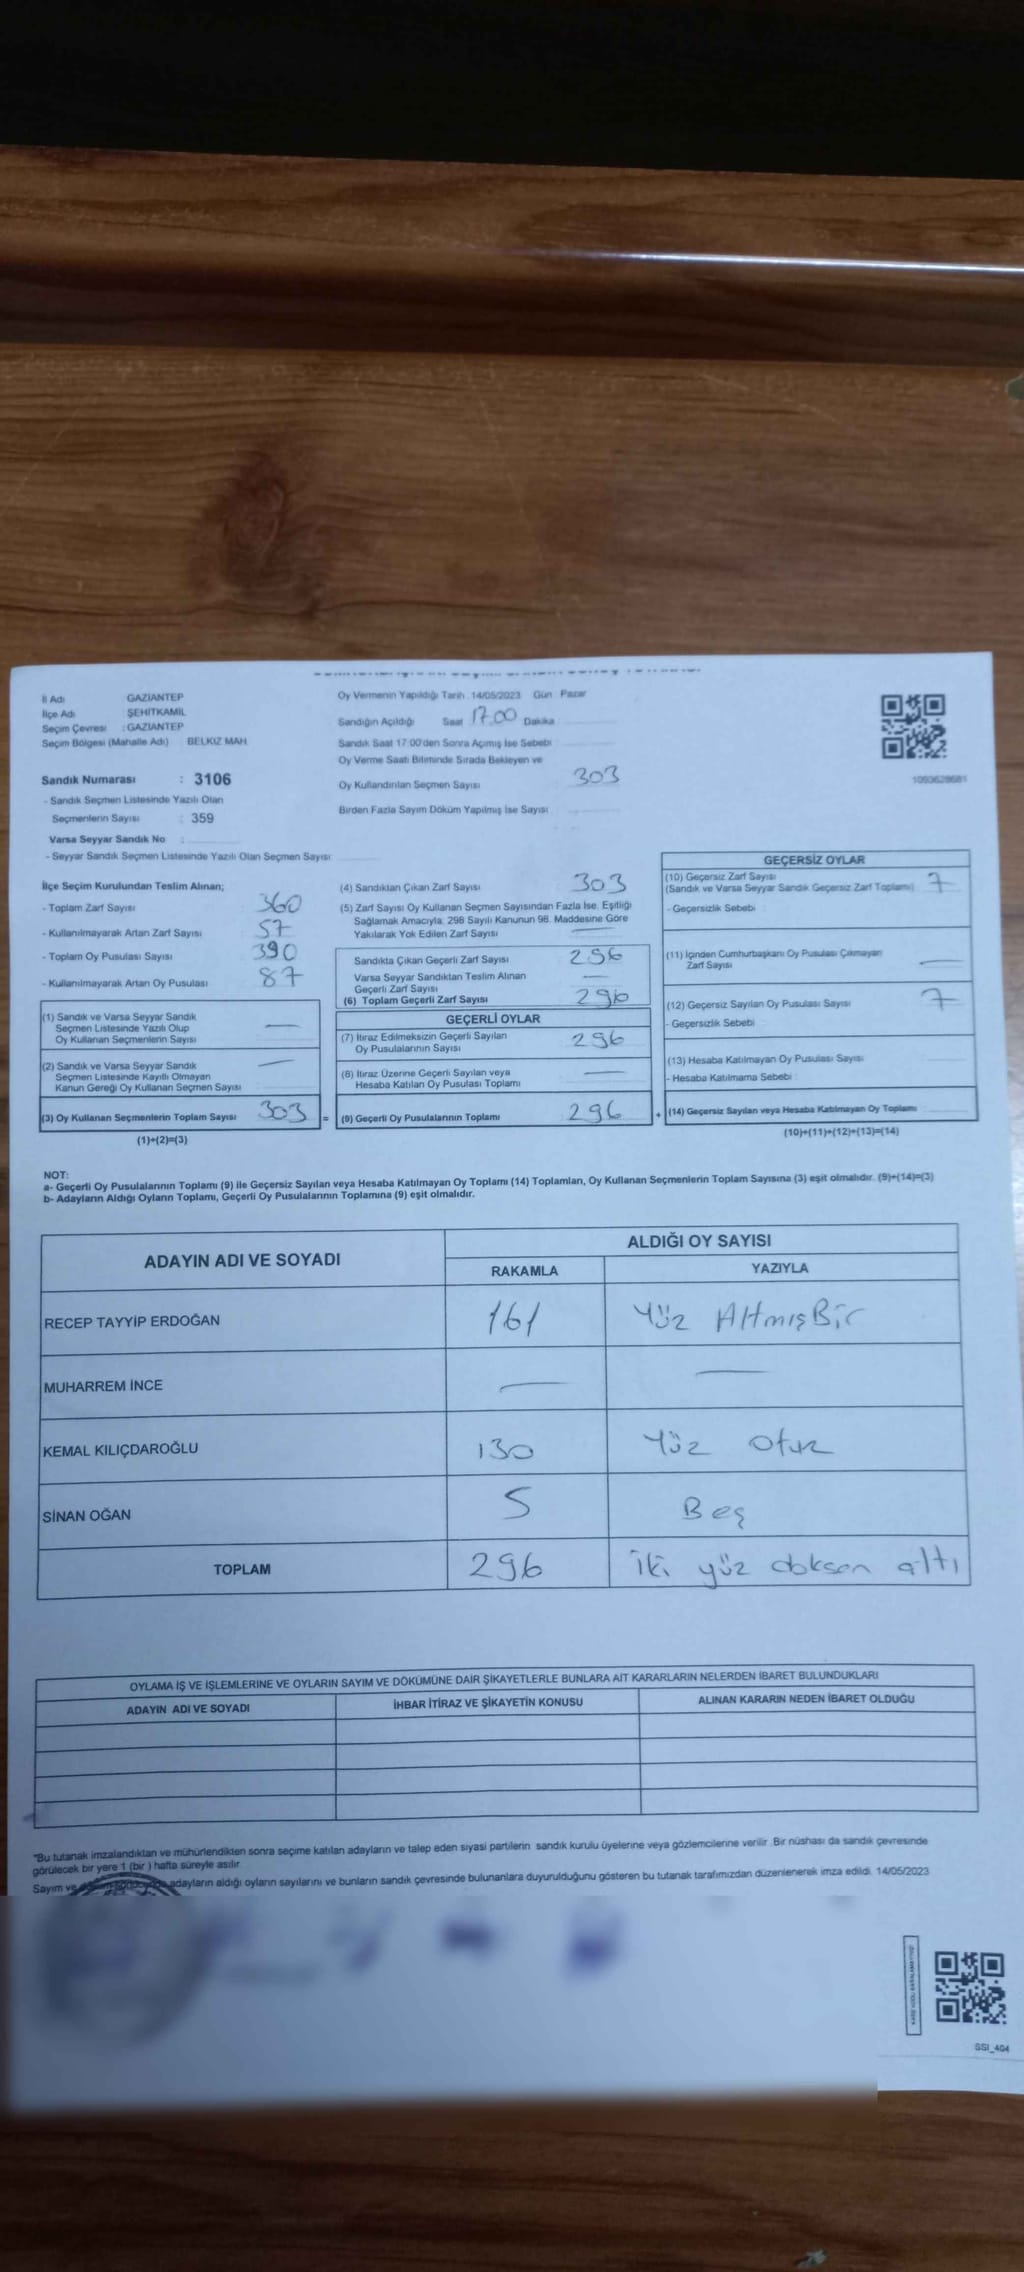 İl Adı GAZİANTEP
İlçe Adı ŞEHİTKAMİL
Seçim Çevresi : GAZİANTEP
Seçim Bölgesi (Mahalle Adı) BELKIZ MAH.
Sandık Numarası : 3106
- Sandık Seçmen Listesinde Yazılı Olan
Seçmenlerin Sayısı : 359
Varsa Seyyar Sandık No :
- Seyyar Sandık Seçmen Listesinde Yazılı Olan Seçmen Sayısı
Oy Vermenin Yapıldığı Tarih : 14/05/2023 Gün : Pazar
Sandığın Açıldığı Saat 17.00 Dakika
Sandık Saat 17.00'den Sonra Açımış İse Sebebi
Oy Verme Saati Bitiminde Sırada Bekleyen ve
Oy Kullandırılan Seçmen Sayısı 303
Birden Fazla Sayım Döküm Yapılmış İse Sayısı
1093628681
İlçe Seçim Kurulundan Teslim Alınan;
- Toplam Zarf Sayısı 360
- Kullanılmayarak Artan Zarf Sayısı 57
- Toplam Oy Pusulası Sayısı 390
- Kullanılmayarak Artan Oy Pusulası 87
(1) Sandık ve Varsa Seyyar Sandık
Seçmen Listesinde Yazılı Olup
Oy Kullanan Seçmenlerin Sayısı —
(2) Sandık ve Varsa Seyyar Sandık
Seçmen Listesinde Kayıtlı Olmayan
Kanun Gereği Oy Kullanan Seçmen Sayısı —
(3) Oy Kullanan Seçmenlerin Toplam Sayısı 303 =
(1)+(2)=(3)
(4) Sandıktan Çıkan Zarf Sayısı 303
(5) Zarf Sayısı Oy Kullanan Seçmen Sayısından Fazla İse, Eşitliği
Sağlamak Amacıyla, 298 Sayılı Kanunun 98. Maddesine Göre
Yakılarak Yok Edilen Zarf Sayısı —
Sandıkta Çıkan Geçerli Zarf Sayısı 296
Varsa Seyyar Sandıktan Teslim Alınan
Geçerli Zarf Sayısı —
(6) Toplam Geçerli Zarf Sayısı 296
GEÇERLİ OYLAR
(7) İtiraz Edilmeksizin Geçerli Sayılan
Oy Pusulalarının Sayısı 296
(8) İtiraz Üzerine Geçerli Sayılan veya
Hesaba Katılan Oy Pusulası Toplamı —
(9) Geçerli Oy Pusulalarının Toplamı 296 +
GEÇERSİZ OYLAR
(10) Geçersiz Zarf Sayısı
(Sandık ve Varsa Seyyar Sandık Geçersiz Zarf Toplamı) 7
- Geçersizlik Sebebi :
(11) İçinden Cumhurbaşkanı Oy Pusulası Çıkmayan
Zarf Sayısı —
(12) Geçersiz Sayılan Oy Pusulası Sayısı 7
- Geçersizlik Sebebi :
(13) Hesaba Katılmayan Oy Pusulası Sayısı
- Hesaba Katılmama Sebebi :
(14) Geçersiz Sayılan veya Hesaba Katılmayan Oy Toplamı
(10)+(11)+(12)+(13)=(14)
NOT:
a- Geçerli Oy Pusulalarının Toplamı (9) ile Geçersiz Sayılan veya Hesaba Katılmayan Oy Toplamı (14) Toplamları, Oy Kullanan Seçmenlerin Toplam Sayısına (3) eşit olmalıdır. (9)+(14)=(3)
b- Adayların Aldığı Oyların Toplamı, Geçerli Oy Pusulalarının Toplamına (9) eşit olmalıdır.
ADAYIN ADI VE SOYADI ALDIĞI OY SAYISI
RAKAMLA YAZIYLA
RECEP TAYYİP ERDOĞAN 161 Yüz AltmışBir
MUHARREM İNCE — —
KEMAL KILIÇDAROĞLU 130 Yüz Otuz
SİNAN OĞAN 5 Beş
TOPLAM 296 iki yüz doksan altı
OYLAMA İŞ VE İŞLEMLERİNE VE OYLARIN SAYIM VE DÖKÜMÜNE DAİR ŞİKAYETLERLE BUNLARA AİT KARARLARIN NELERDEN İBARET BULUNDUKLARI
ADAYIN ADI VE SOYADI İHBAR İTİRAZ VE ŞİKAYETİN KONUSU ALINAN KARARIN NEDEN İBARET OLDUĞU
"Bu tutanak imzalandıktan ve mühürlendikten sonra seçime katılan adayların ve talep eden siyasi partilerin sandık kurulu üyelerine veya gözlemcilerine verilir. Bir nüshası da sandık çevresinde
görülecek bir yere 1 (bir ) hafta süreyle asılır.
Sayım ve adayların aldığı oyların sayılarını ve bunların sandık çevresinde bulunanlara duyurulduğunu gösteren bu tutanak tarafımızdan düzenlenerek imza edildi. 14/05/2023
SSI_404